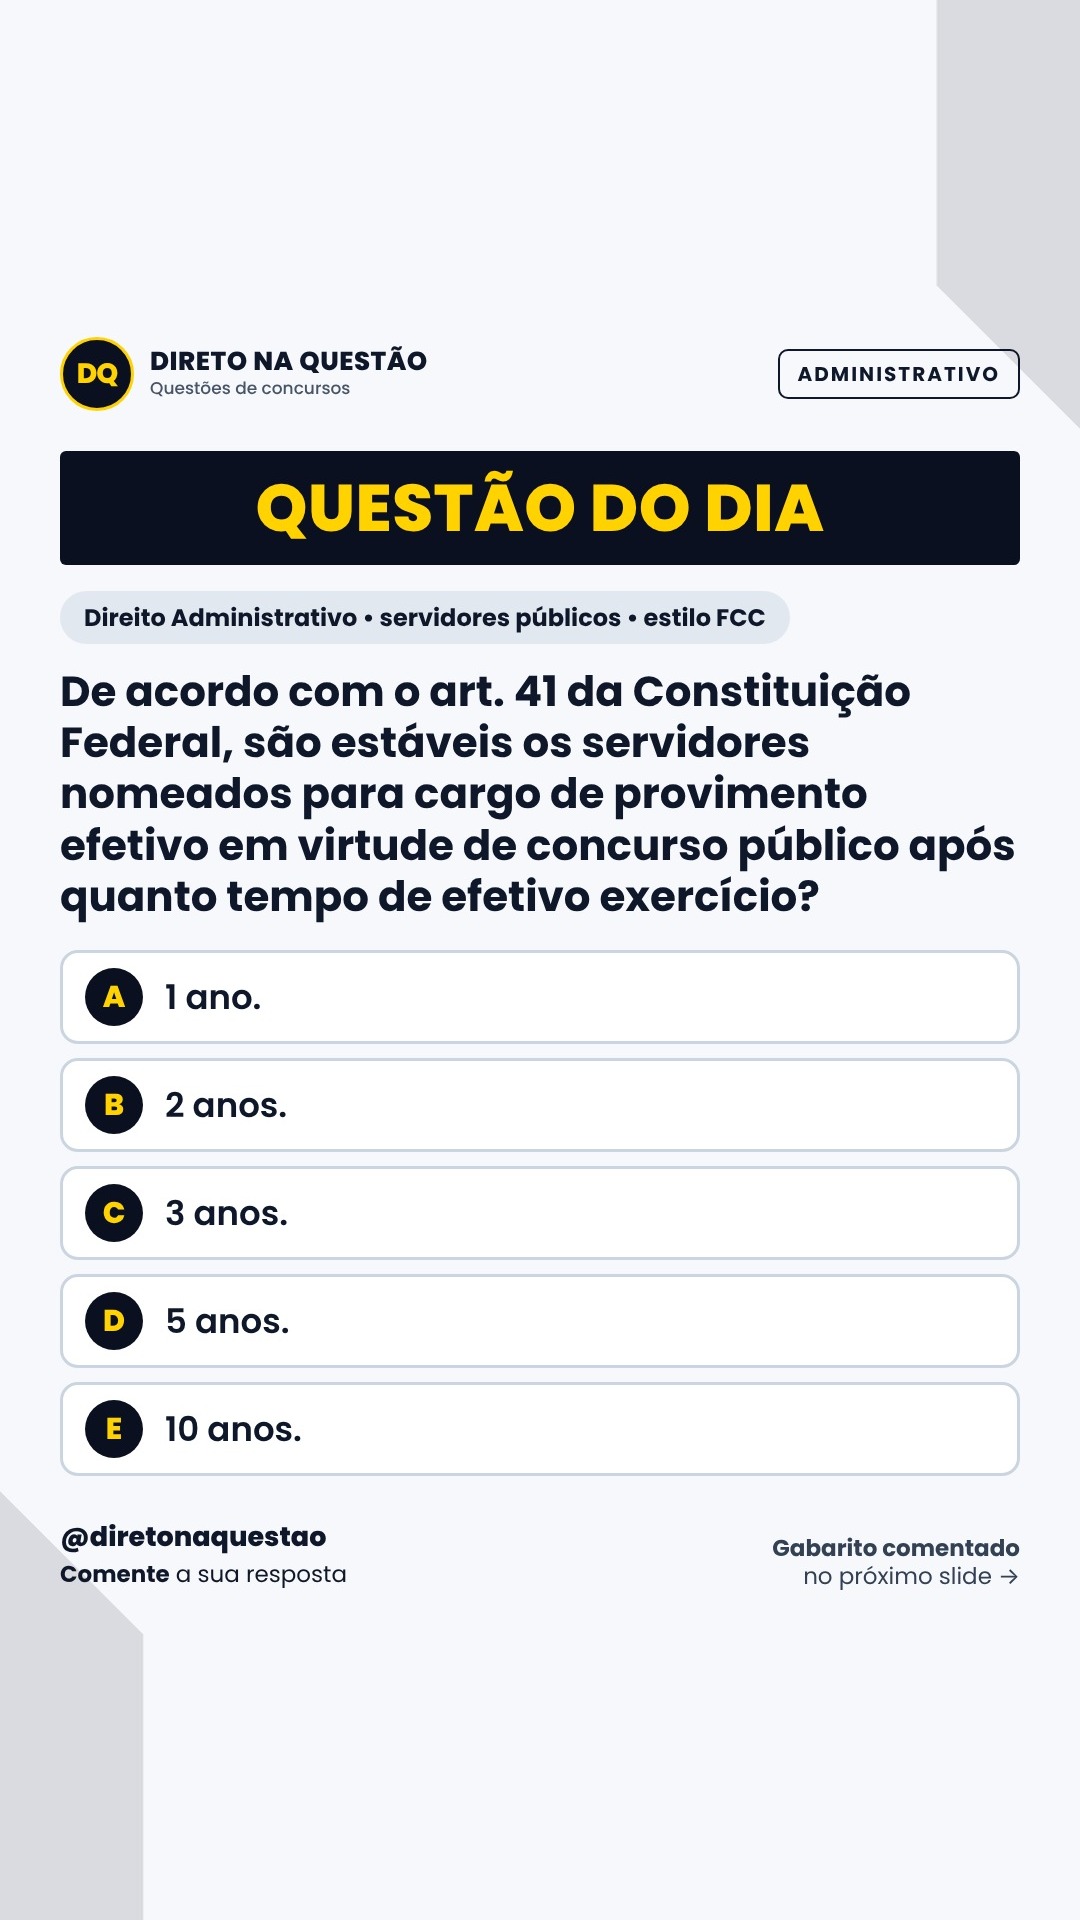 DQ
DIRETO NA QUESTÃO
Questões de concursos
ADMINISTRATIVO
QUESTÃO DO DIA
Direito Administrativo • servidores públicos • estilo FCC
De acordo com o art. 41 da Constituição
Federal, são estáveis os servidores
nomeados para cargo de provimento
efetivo em virtude de concurso público após
quanto tempo de efetivo exercício?
A 1 ano.
B 2 anos.
C 3 anos.
D 5 anos.
E 10 anos.
@diretonaquestao
Comente a sua resposta
Gabarito comentado
no próximo slide →